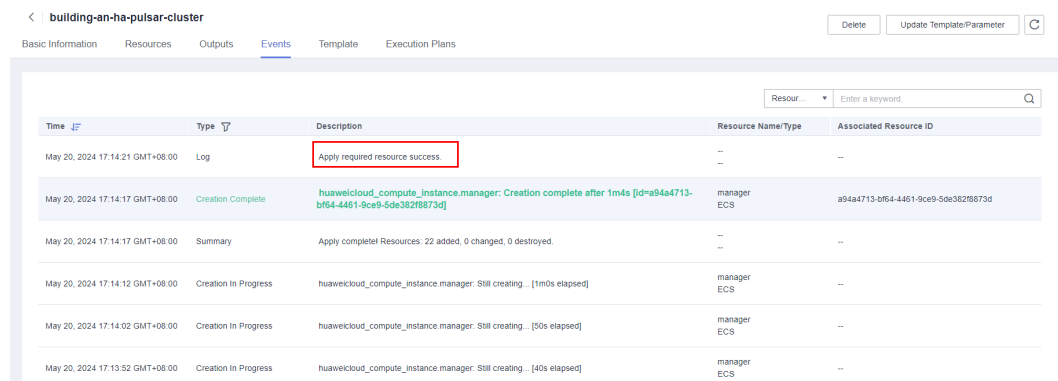 building-an-ha-pulsar-cluster
Delete
Update Template/Parameter
Basic Information Resources Outputs Events Template Execution Plans
Resour... Enter a keyword.
Time Type Description Resource Name/Type Associated Resource ID
May 20, 2024 17:14:21 GMT+08:00 Log Apply required resource success. -- --
--
May 20, 2024 17:14:17 GMT+08:00 Creation Complete huaweicloud_compute_instance.manager: Creation complete after 1m4s [id=a94a4713- manager a94a4713-bf64-4461-9ce9-5de382f8873d
bf64-4461-9ce9-5de382f8873d] ECS
May 20, 2024 17:14:17 GMT+08:00 Summary Apply complete! Resources: 22 added, 0 changed, 0 destroyed. -- --
--
May 20, 2024 17:14:12 GMT+08:00 Creation In Progress huaweicloud_compute_instance.manager: Still creating... [1m0s elapsed] manager --
ECS
May 20, 2024 17:14:02 GMT+08:00 Creation In Progress huaweicloud_compute_instance.manager: Still creating... [50s elapsed] manager --
ECS
May 20, 2024 17:13:52 GMT+08:00 Creation In Progress huaweicloud_compute_instance.manager: Still creating... [40s elapsed] manager --
ECS